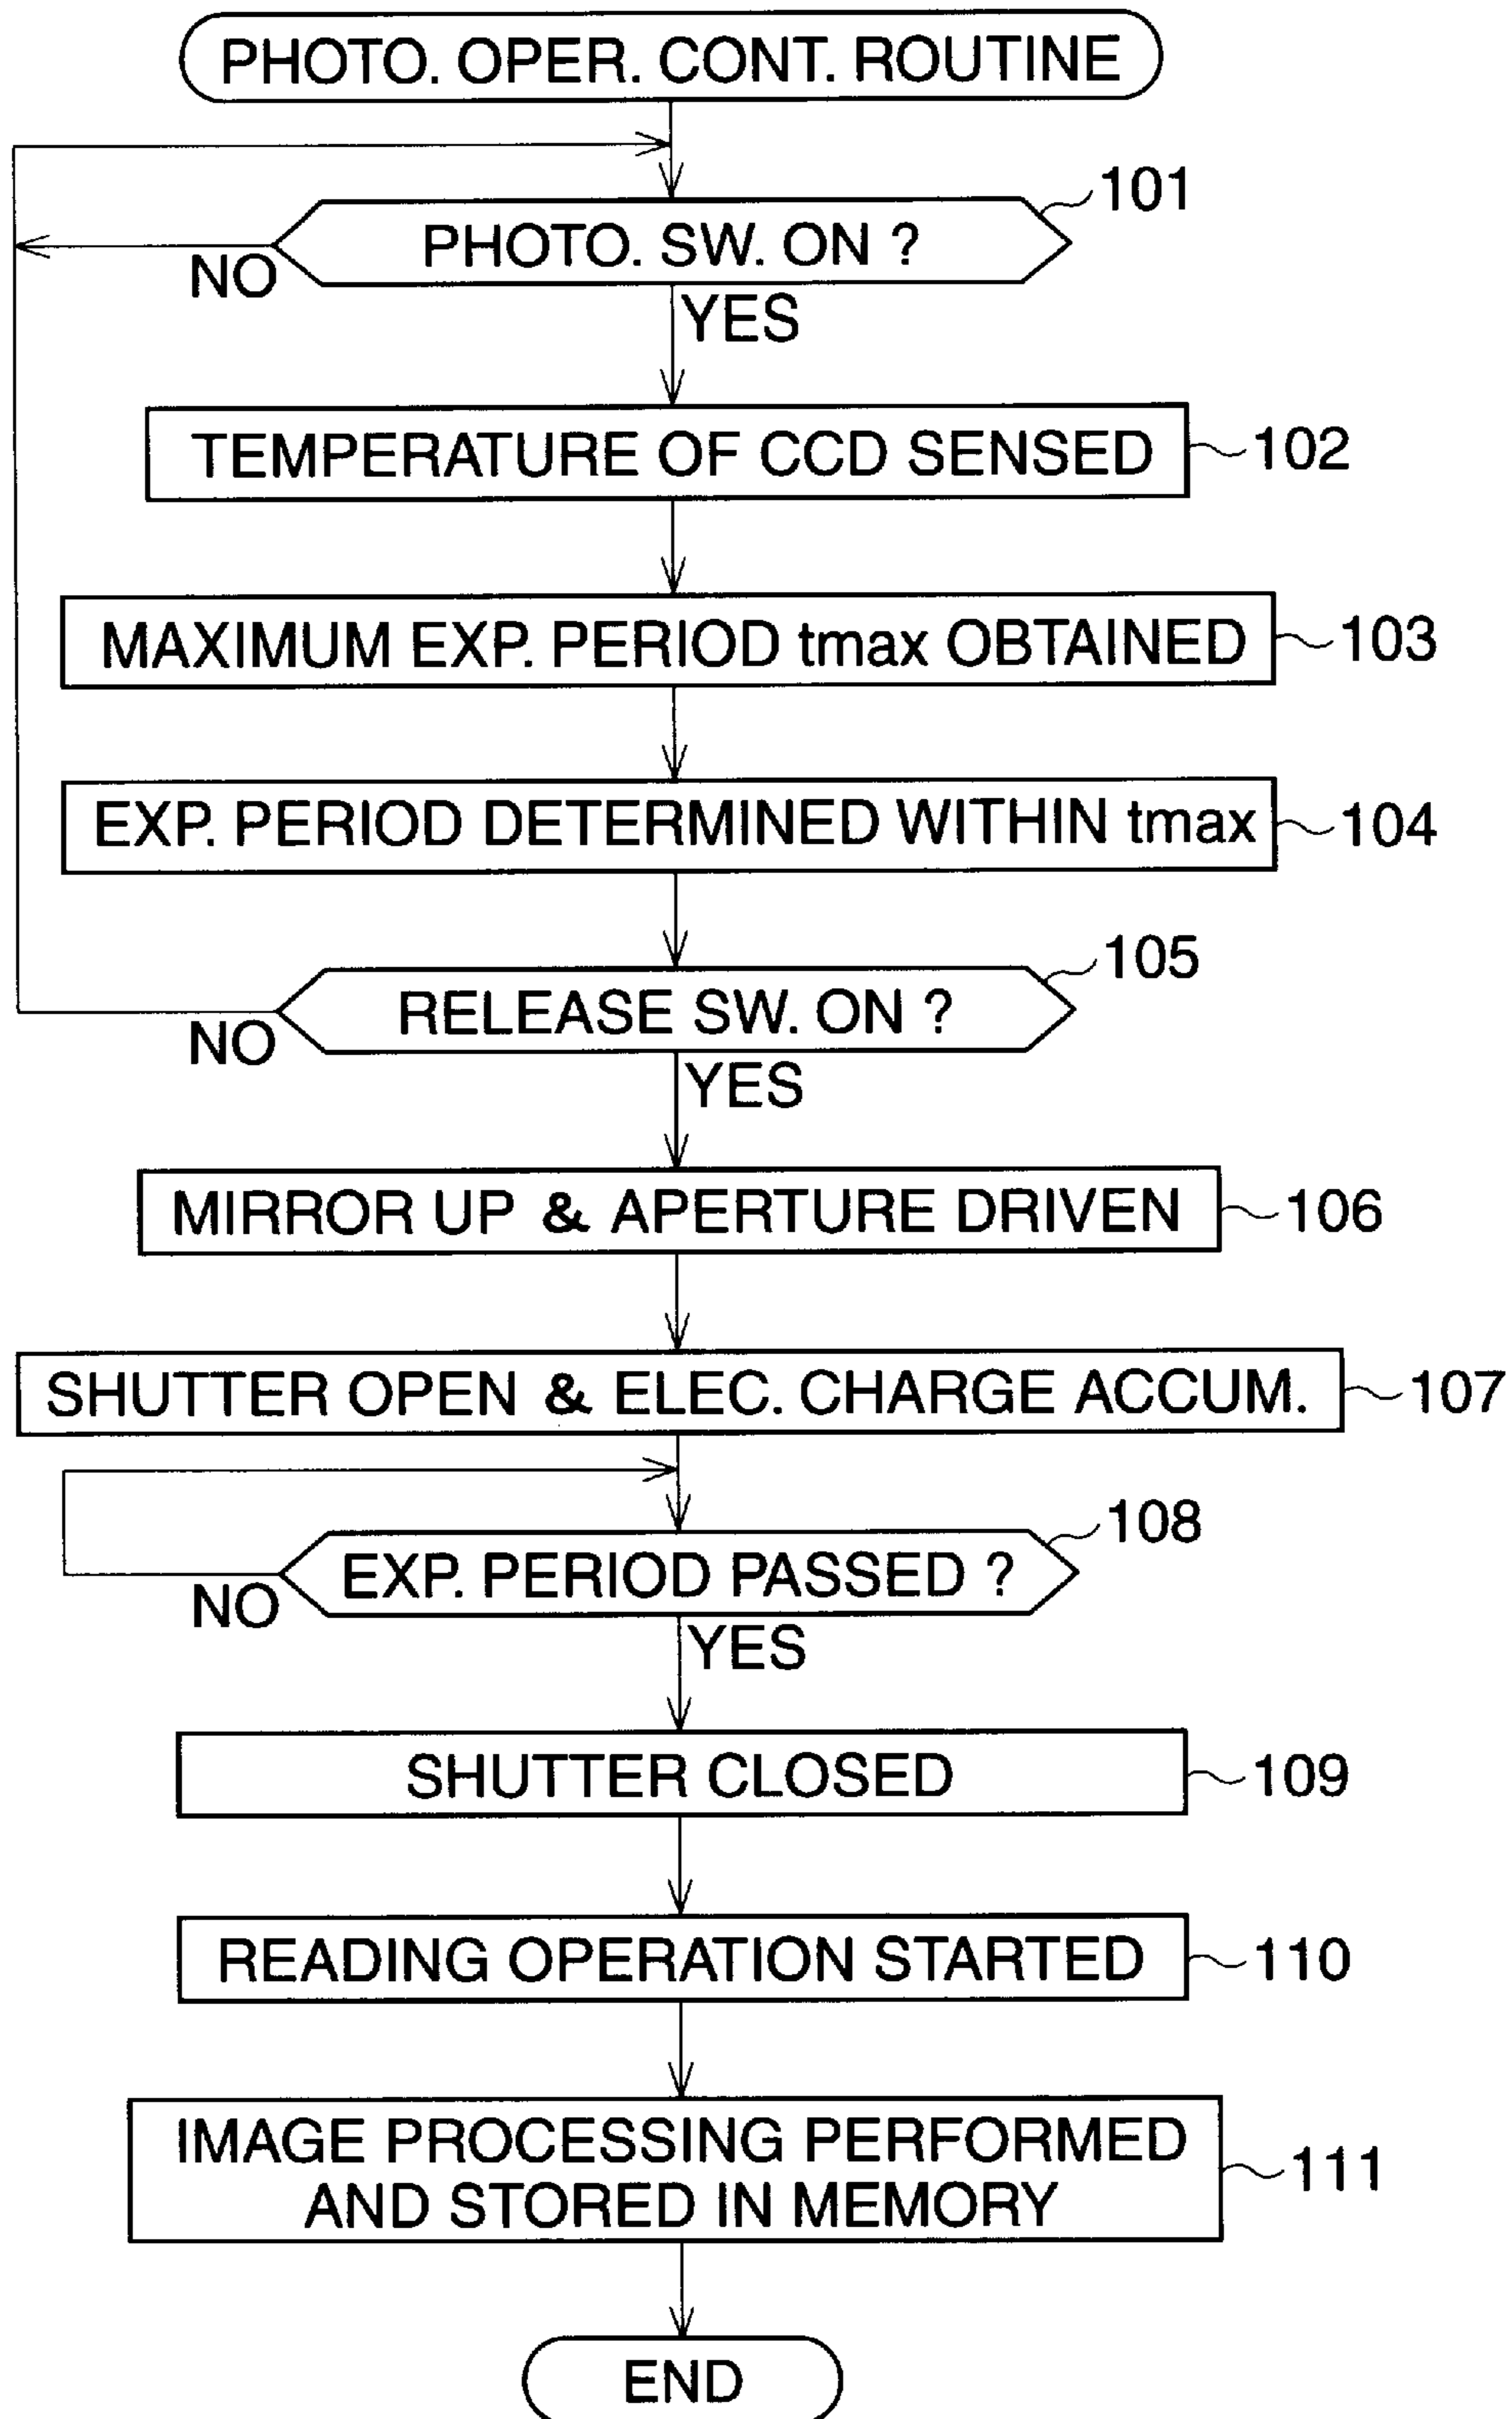 PHOTO. OPER. CONT. ROUTINE
101
PHOTO. SW. ON ?
NO
YES
TEMPERATURE OF CCD SENSED
102
MAXIMUM EXP. PERIOD tmax OBTAINED
103
EXP. PERIOD DETERMINED WITHIN tmax
104
105
RELEASE SW. ON ?
NO
YES
MIRROR UP & APERTURE DRIVEN
106
SHUTTER OPEN & ELEC. CHARGE ACCUM.
107
108
EXP. PERIOD PASSED ?
NO
YES
SHUTTER CLOSED
109
READING OPERATION STARTED
110
IMAGE PROCESSING PERFORMED
AND STORED IN MEMORY
111
END